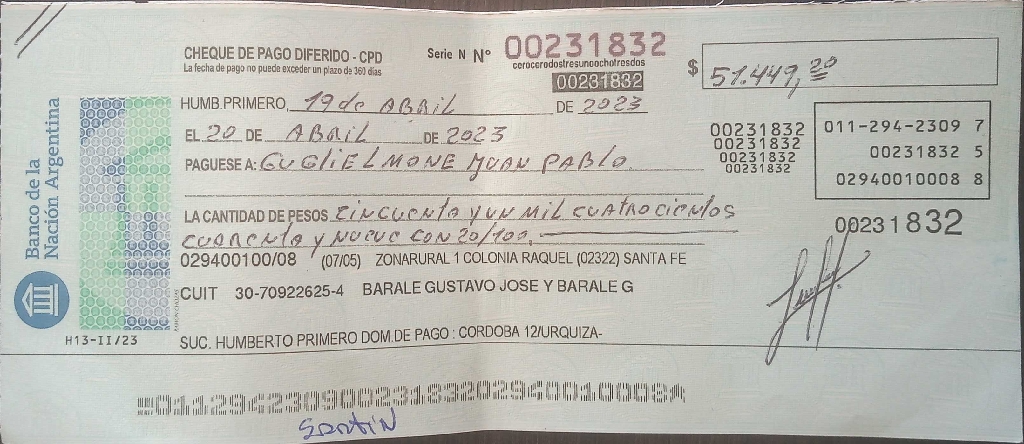 CHEQUE DE PAGO DIFERIDO - CPD
La fecha de pago no puede exceder un plazo de 360 días
Serie N Nº 00231832
cerocerodostresunoochotresdos
00231832
$ 51.449,20
HUMB.PRIMERO, 19 de ABRIL DE 2023
EL 20 DE ABRIL DE 2023
PAGUESE A: GUGLIELMONE JUAN PABLO
00231832
00231832
00231832
00231832
011-294-2309 7
00231832 5
02940010008 8
LA CANTIDAD DE PESOS CINCUENTA Y UN MIL CUATROCIENTOS
CUARENTA Y NUEVE CON 20/100.
00231832
029400100/08 (07/05) ZONARURAL 1 COLONIA RAQUEL (02322) SANTA FE
CUIT 30-70922625-4 BARALE GUSTAVO JOSE Y BARALE G
SUC. HUMBERTO PRIMERO DOM.DE PAGO : CORDOBA 12/URQUIZA-
Banco de la
Nación Argentina
H13-II/23
01129423090023183202940010008